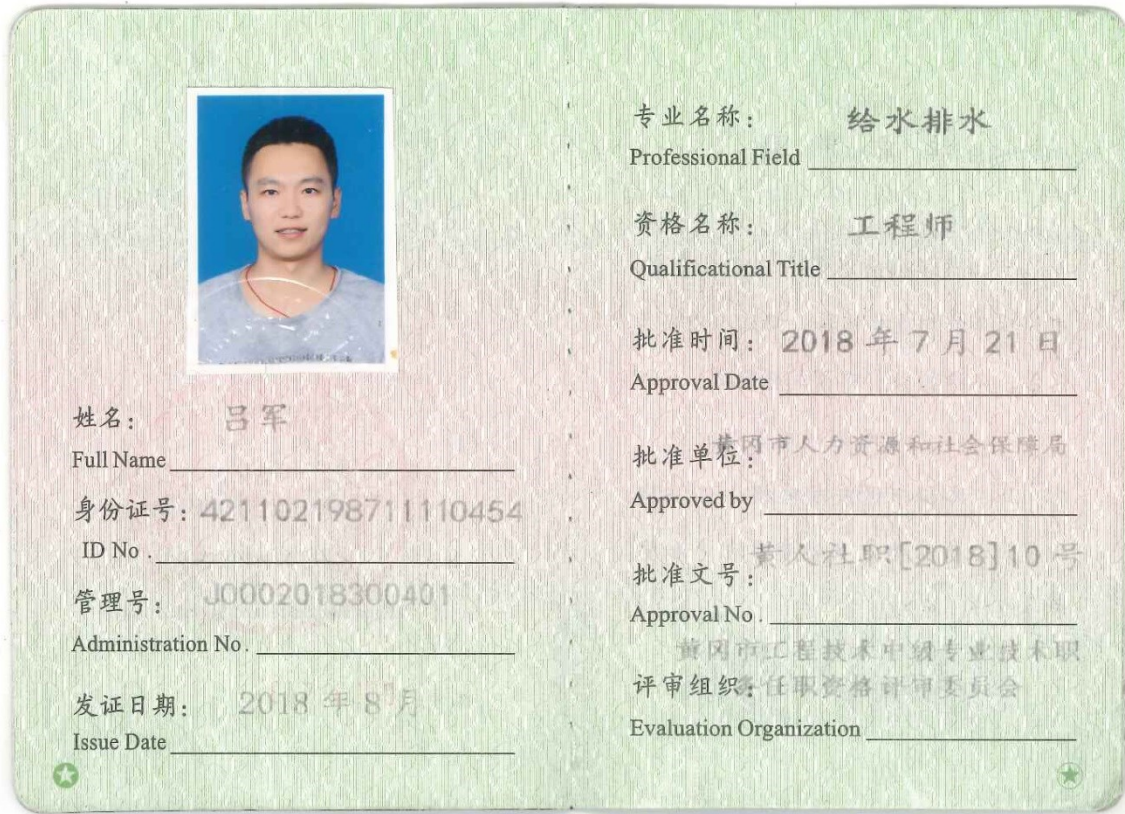 姓名： 吕军
Full Name
身份证号：421102198711110454
ID No .
管理号： J0002018300401
Administration No .
发证日期： 2018 年 8 月
Issue Date
专业名称： 给水排水
Professional Field
资格名称： 工程师
Qualificational Title
批准时间： 2018 年 7 月 21 日
Approval Date
批准单位： 黄冈市人力资源和社会保障局
Approved by
批准文号： 黄人社职[2018]10 号
Approval No .
黄冈市工程技术中级专业技术职
评审组织： 务任职资格评审委员会
Evaluation Organization